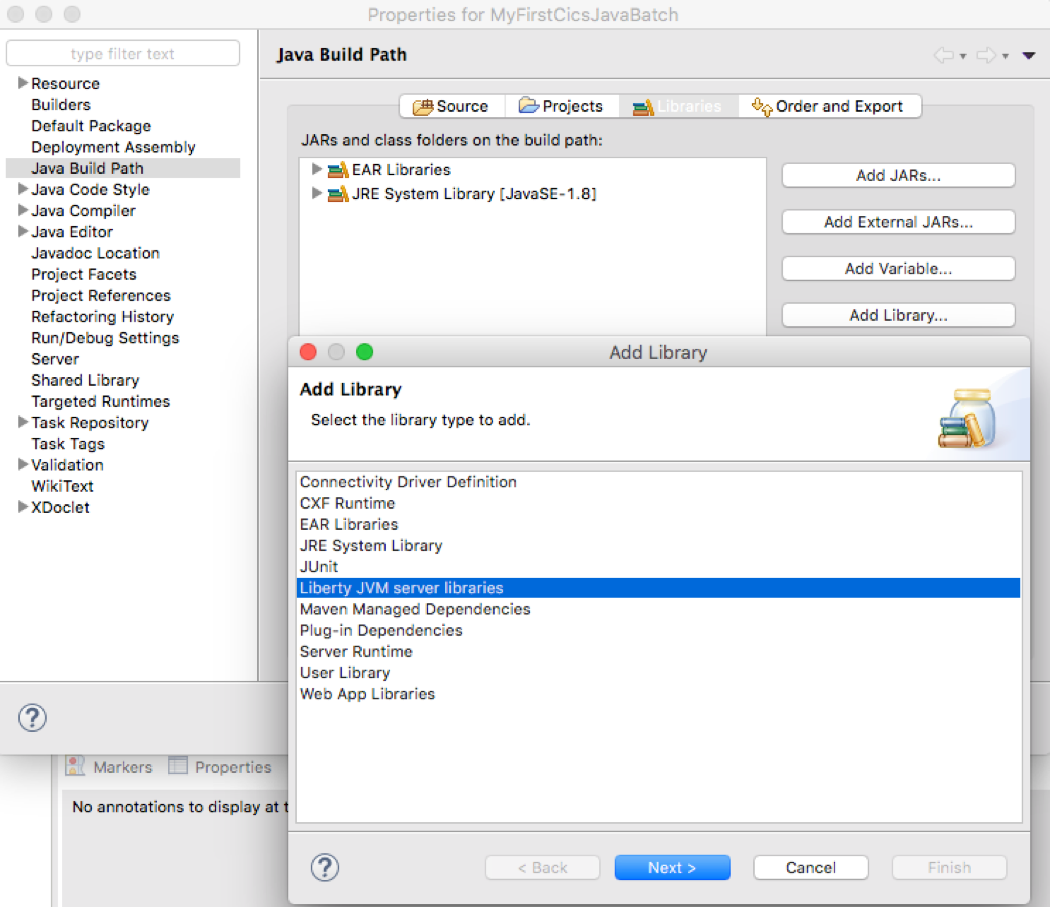 Properties for MyFirstCicsJavaBatch
type filter text
Resource
Builders
Default Package
Deployment Assembly
Java Build Path
Java Code Style
Java Compiler
Java Editor
Javadoc Location
Project Facets
Project References
Refactoring History
Run/Debug Settings
Server
Shared Library
Targeted Runtimes
Task Repository
Task Tags
Validation
WikiText
XDoclet
Java Build Path
Source Projects Libraries Order and Export
JARs and class folders on the build path:
EAR Libraries
JRE System Library [JavaSE-1.8]
Add JARs...
Add External JARs...
Add Variable...
Add Library...
Add Library
Add Library
Select the library type to add.
Connectivity Driver Definition
CXF Runtime
EAR Libraries
JRE System Library
JUnit
Liberty JVM server libraries
Maven Managed Dependencies
Plug-in Dependencies
Server Runtime
User Library
Web App Libraries
? < Back Next > Cancel Finish
?
Markers Properties
No annotations to display at t